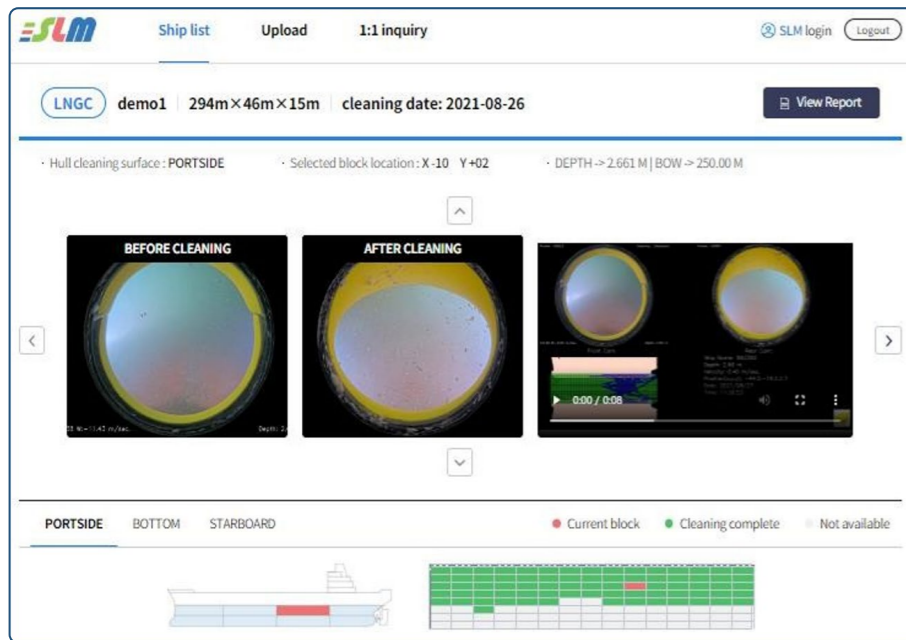 SLM
Ship list
Upload
1:1 inquiry
SLM login
Logout
LNGC
demo1
294m×46m×15m
cleaning date: 2021-08-26
View Report
· Hull cleaning surface : PORTSIDE
· Selected block location : X -10 Y +02
· DEPTH -> 2.661 M | BOW -> 250.00 M
BEFORE CLEANING
AFTER CLEANING
0:00 / 0:08
PORTSIDE
BOTTOM
STARBOARD
Current block
Cleaning complete
Not available